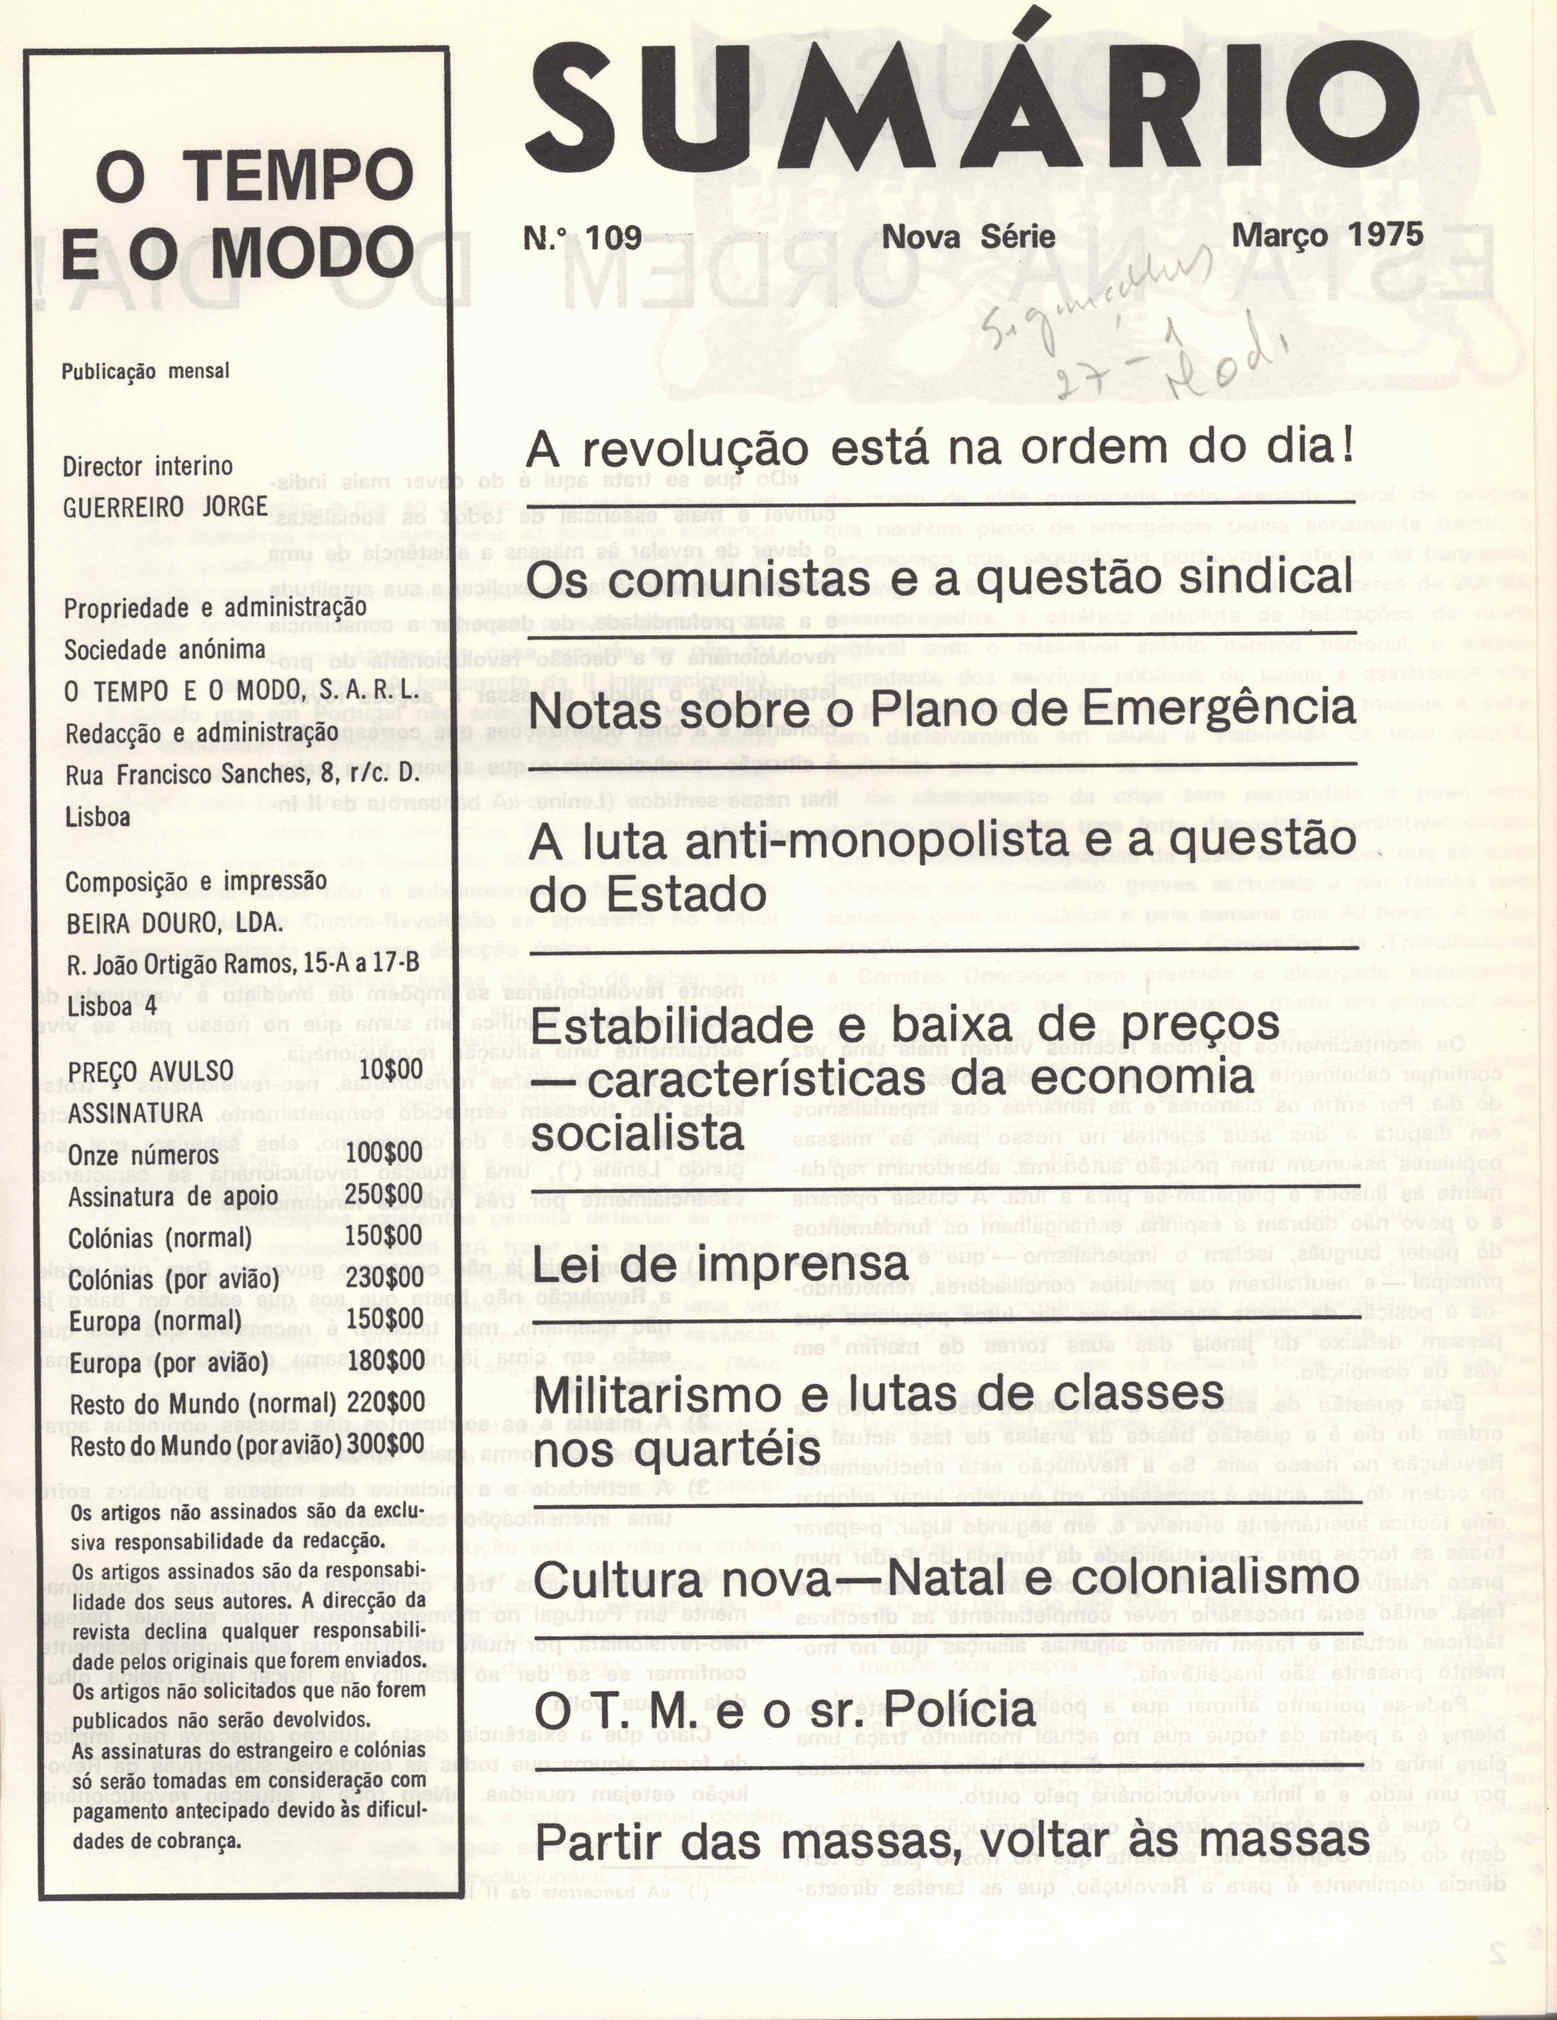 O TEMPO
E O MODO
Publicação mensal
Director interino
GUERREIRO JORGE
Propriedade e administração
Sociedade anónima
O TEMPO E O MODO, S. A. R. L.
Redacção e administração
Rua Francisco Sanches, 8, r/c. D.
Lisboa
Composição e impressão
BEIRA DOURO, LDA.
R. João Ortigão Ramos, 15-A a 17-B
Lisboa 4
PREÇO AVULSO 10$00
ASSINATURA
Onze números 100$00
Assinatura de apoio 250$00
Colónias (normal) 150$00
Colónias (por avião) 230$00
Europa (normal) 150$00
Europa (por avião) 180$00
Resto do Mundo (normal) 220$00
Resto do Mundo (por avião) 300$00
Os artigos não assinados são da exclu-
siva responsabilidade da redacção.
Os artigos assinados são da responsabi-
lidade dos seus autores. A direcção da
revista declina qualquer responsabili-
dade pelos originais que forem enviados.
Os artigos não solicitados que não forem
publicados não serão devolvidos.
As assinaturas do estrangeiro e colónias
só serão tomadas em consideração com
pagamento antecipado devido às dificul-
dades de cobrança.
SUMÁRIO
N.º 109 Nova Série Março 1975
27 -
A revolução está na ordem do dia!
Os comunistas e a questão sindical
Notas sobre o Plano de Emergência
A luta anti-monopolista e a questão
do Estado
Estabilidade e baixa de preços
— características da economia
socialista
Lei de imprensa
Militarismo e lutas de classes
nos quartéis
Cultura nova—Natal e colonialismo
O T. M. e o sr. Polícia
Partir das massas, voltar às massas